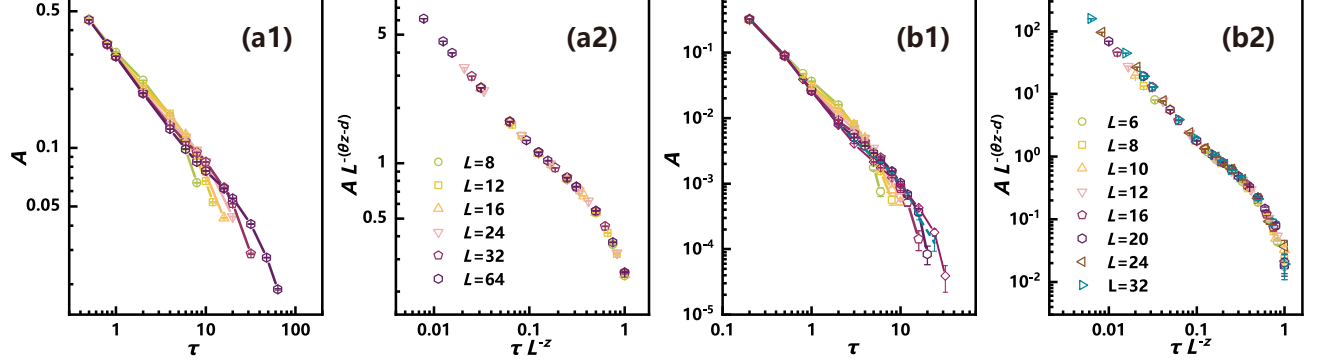 (a1)
A
0.5
0.1
0.05
1
10
100
τ
(a2)
A L^-(θz-d)
5
1
0.5
L=8
L=12
L=16
L=24
L=32
L=64
0.01
0.1
1
τ L^-z
(b1)
A
10^-1
10^-2
10^-3
10^-4
10^-5
0.1
1
10
τ
(b2)
A L^-(θz-d)
10^2
10^1
10^0
10^-1
10^-2
L=6
L=8
L=10
L=12
L=16
L=20
L=24
L=32
0.01
0.1
1
τ L^-z